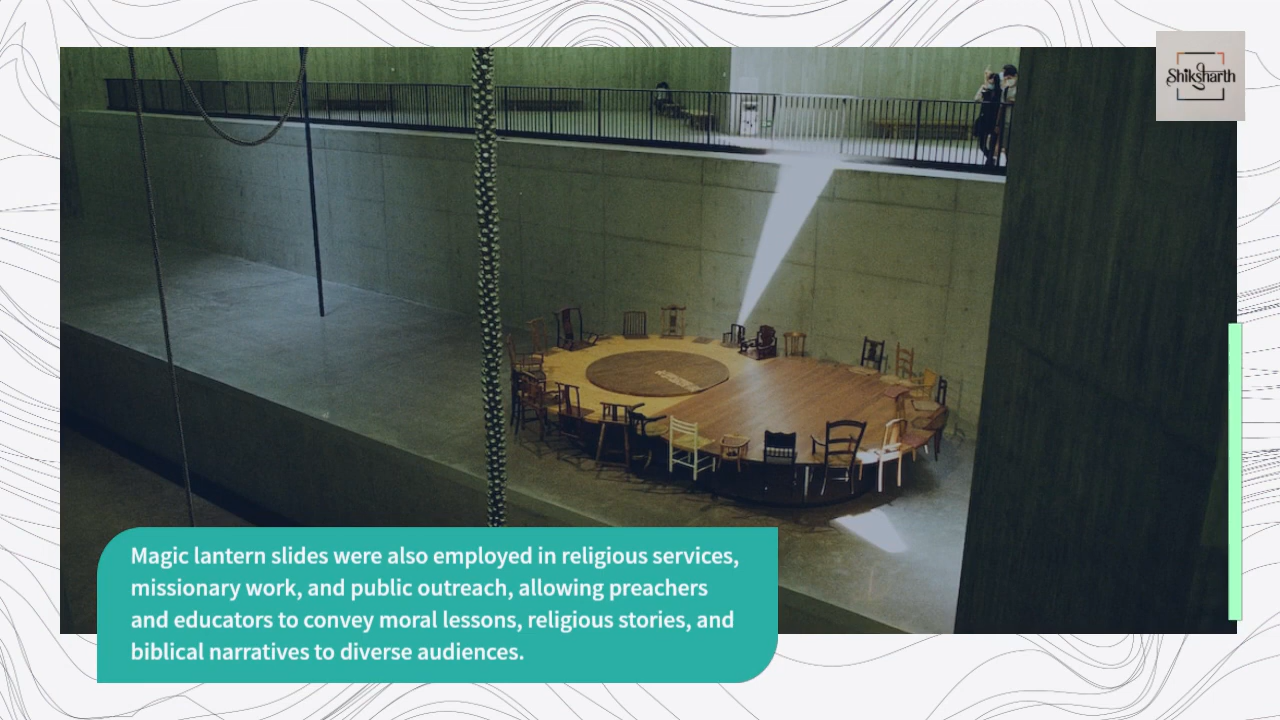 Shiksharth
Magic lantern slides were also employed in religious services,
missionary work, and public outreach, allowing preachers
and educators to convey moral lessons, religious stories, and
biblical narratives to diverse audiences.